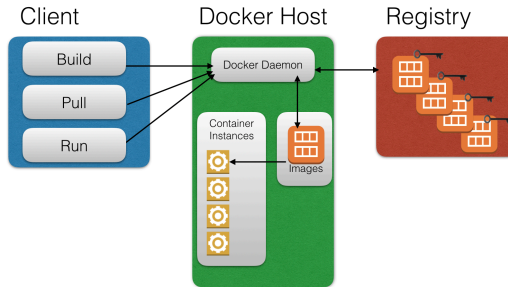 Client
Docker Host
Registry
Build
Pull
Run
Docker Daemon
Container
Instances
Images